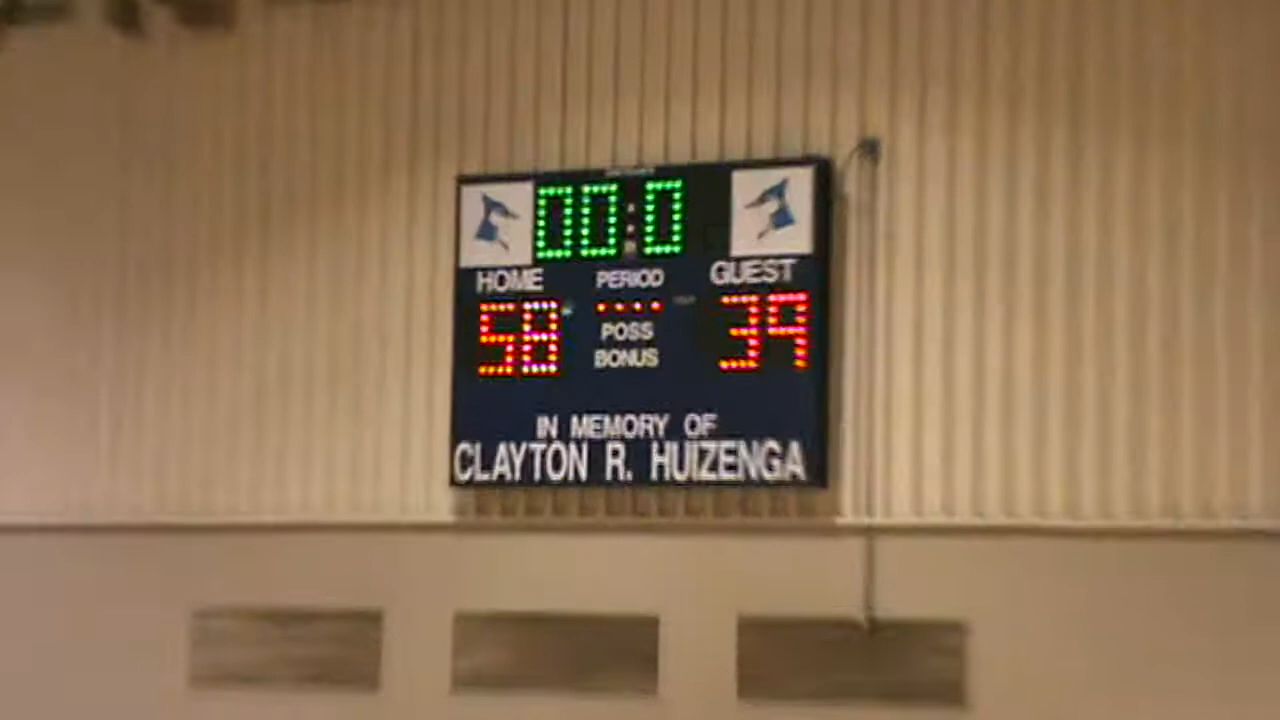 00:0
HOME PERIOD GUEST
58 39
POSS
BONUS
IN MEMORY OF
CLAYTON R. HUIZENGA